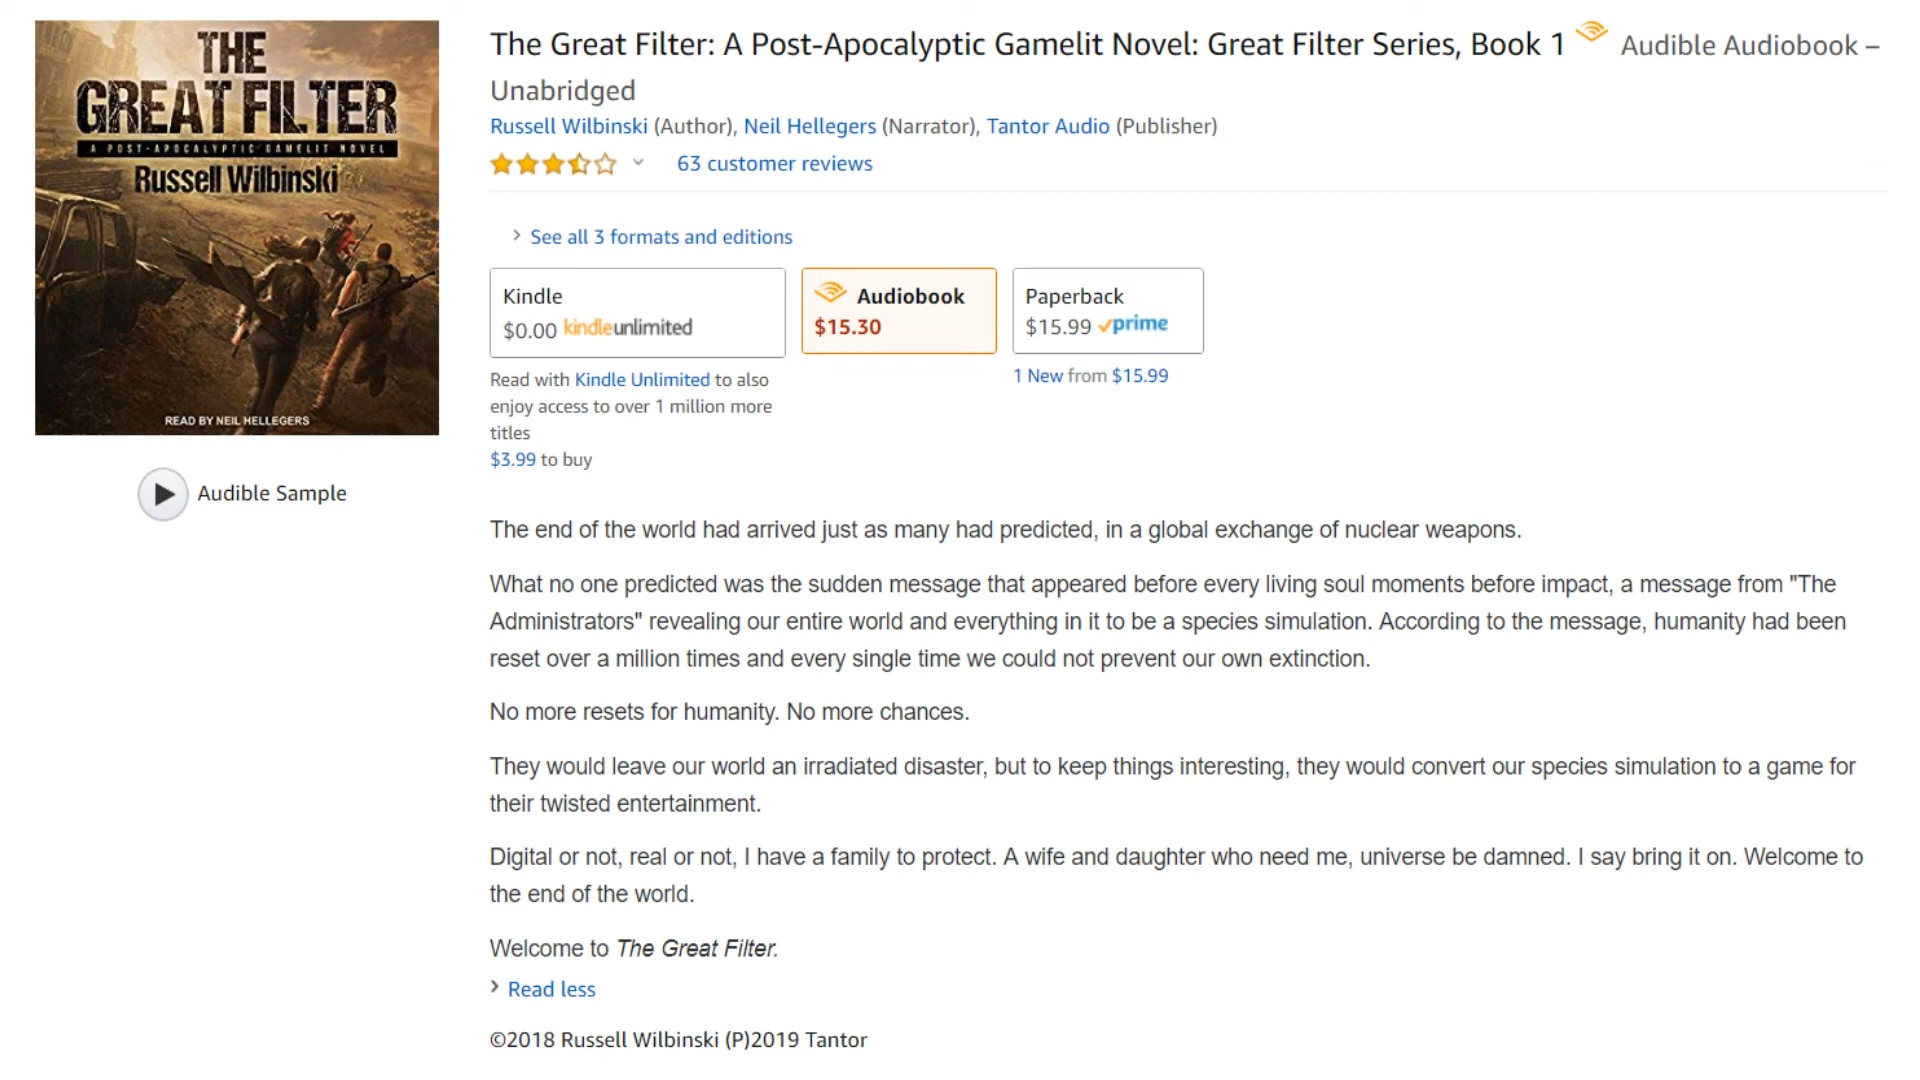 THE
GREAT FILTER
A POST-APOCALYPTIC GAMELIT NOVEL
Russell Wilbinski
READ BY NEIL HELLEGERS
Audible Sample
The Great Filter: A Post-Apocalyptic Gamelit Novel: Great Filter Series, Book 1 Audible Audiobook –
Unabridged
Russell Wilbinski (Author), Neil Hellegers (Narrator), Tantor Audio (Publisher)
63 customer reviews
See all 3 formats and editions
Kindle
$0.00 kindleunlimited
Audiobook
$15.30
Paperback
$15.99 prime
Read with Kindle Unlimited to also
enjoy access to over 1 million more
titles
$3.99 to buy
1 New from $15.99
The end of the world had arrived just as many had predicted, in a global exchange of nuclear weapons.
What no one predicted was the sudden message that appeared before every living soul moments before impact, a message from "The
Administrators" revealing our entire world and everything in it to be a species simulation. According to the message, humanity had been
reset over a million times and every single time we could not prevent our own extinction.
No more resets for humanity. No more chances.
They would leave our world an irradiated disaster, but to keep things interesting, they would convert our species simulation to a game for
their twisted entertainment.
Digital or not, real or not, I have a family to protect. A wife and daughter who need me, universe be damned. I say bring it on. Welcome to
the end of the world.
Welcome to The Great Filter.
Read less
©2018 Russell Wilbinski (P)2019 Tantor